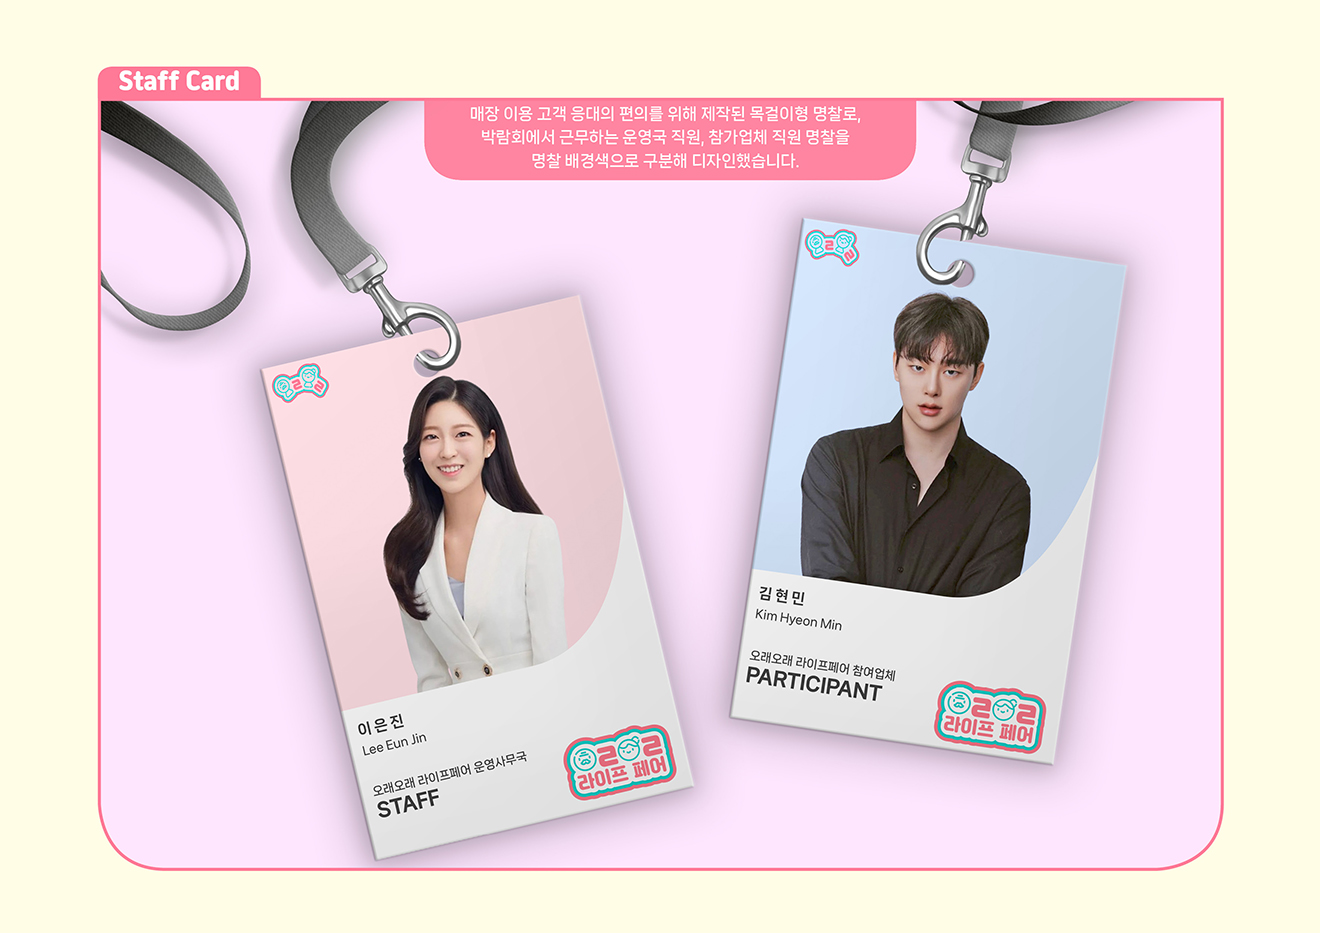 Staff Card
매장 이용 고객 응대의 편의를 위해 제작된 목걸이형 명찰로,
박람회에서 근무하는 운영국 직원, 참가업체 직원 명찰을
명찰 배경색으로 구분해 디자인했습니다.
이은진
Lee Eun Jin
오래오래 라이프페어 운영사무국
STAFF
라이프 페어
김현민
Kim Hyeon Min
오래오래 라이프페어 참여업체
PARTICIPANT
라이프 페어